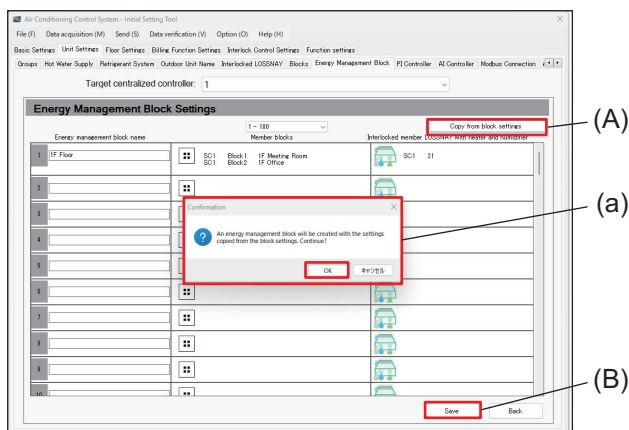 Air Conditioning Control System - Initial Setting Tool
File (F) Data acquisition (M) Send (S) Data verification (V) Option (O) Help (H)
Basic Settings Unit Settings Floor Settings Billing Function Settings Interlock Control Settings Function settings
Groups Hot Water Supply Refrigerant System Outdoor Unit Name Interlocked LOSSNAY Blocks Energy Management Block PI Controller AI Controller Modbus Connection
Target centralized controller: 1
Energy Management Block Settings
1 - 100
Copy from block settings
(A)
Energy management block name Member blocks Interlocked member LOSSNAY with heater and humidifier
1 1F Floor SC1 Block1 1F Meeting Room SC1 21
SC1 Block2 1F Office
2
Confirmation
(a)
3
An energy management block will be created with the settings
copied from the block settings. Continue?
4
5
OK キャンセル
6
7
8
9
10
(B)
Save Back